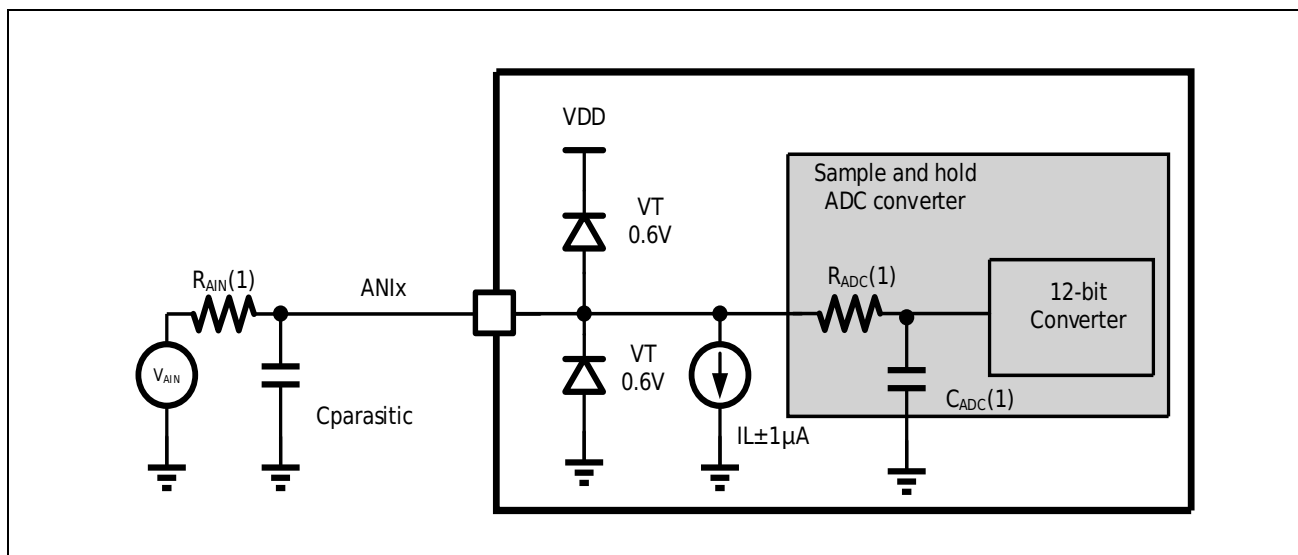 VDD
Sample and hold
ADC converter
VT
0.6V
RAIN(1)
ANIx
RADC(1)
12-bit
Converter
VAIN
VT
0.6V
Cparasitic
IL±1µA
CADC(1)